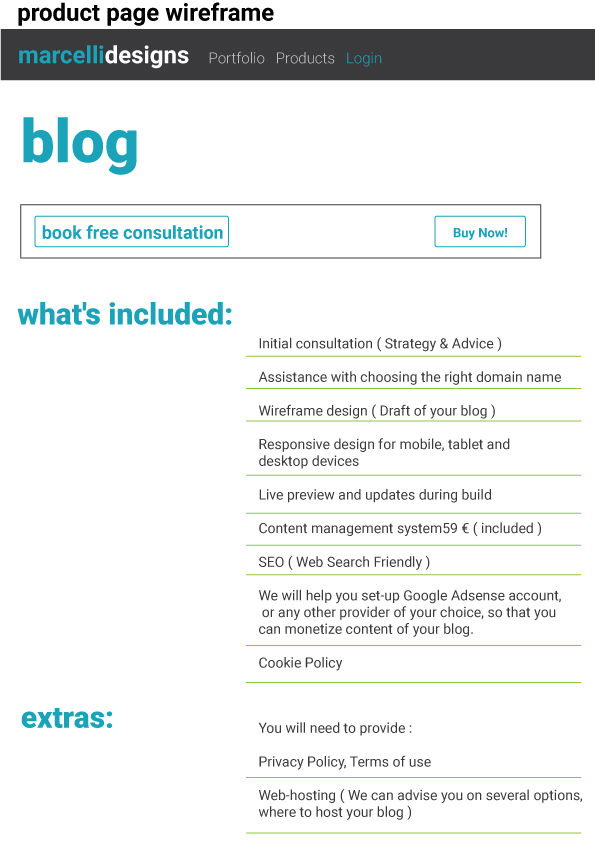 product page wireframe
marcellidesigns Portfolio Products Login
blog
book free consultation Buy Now!
what's included:
Initial consultation ( Strategy & Advice )
Assistance with choosing the right domain name
Wireframe design ( Draft of your blog )
Responsive design for mobile, tablet and
desktop devices
Live preview and updates during build
Content management system59 € ( included )
SEO ( Web Search Friendly )
We will help you set-up Google Adsense account,
or any other provider of your choice, so that you
can monetize content of your blog.
Cookie Policy
extras:
You will need to provide :
Privacy Policy, Terms of use
Web-hosting ( We can advise you on several options,
where to host your blog )